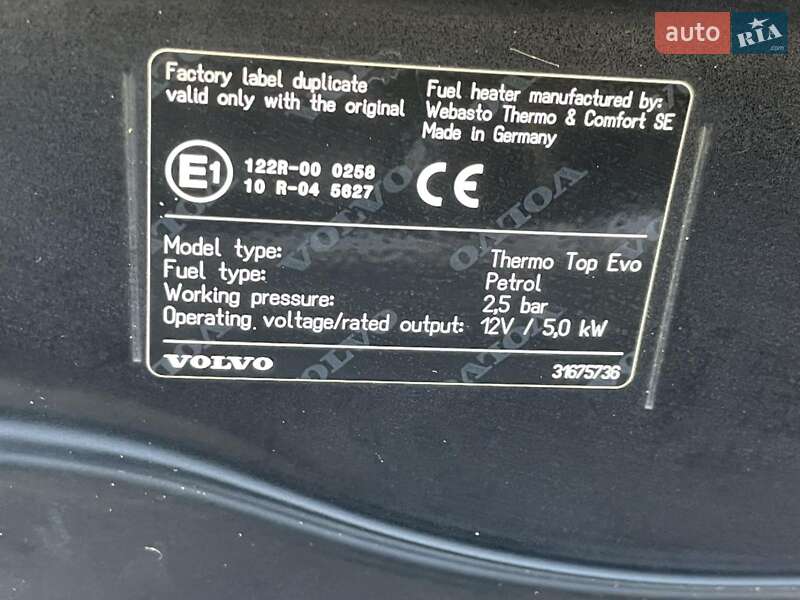 auto RIA
.com
Factory label duplicate
valid only with the original
Fuel heater manufactured by:
Webasto Thermo & Comfort SE
Made in Germany
E1
122R-00 0258
10 R-04 5627
CE
Model type: Thermo Top Evo
Fuel type: Petrol
Working pressure: 2,5 bar
Operating voltage/rated output: 12V / 5,0 kW
VOLVO 31675736